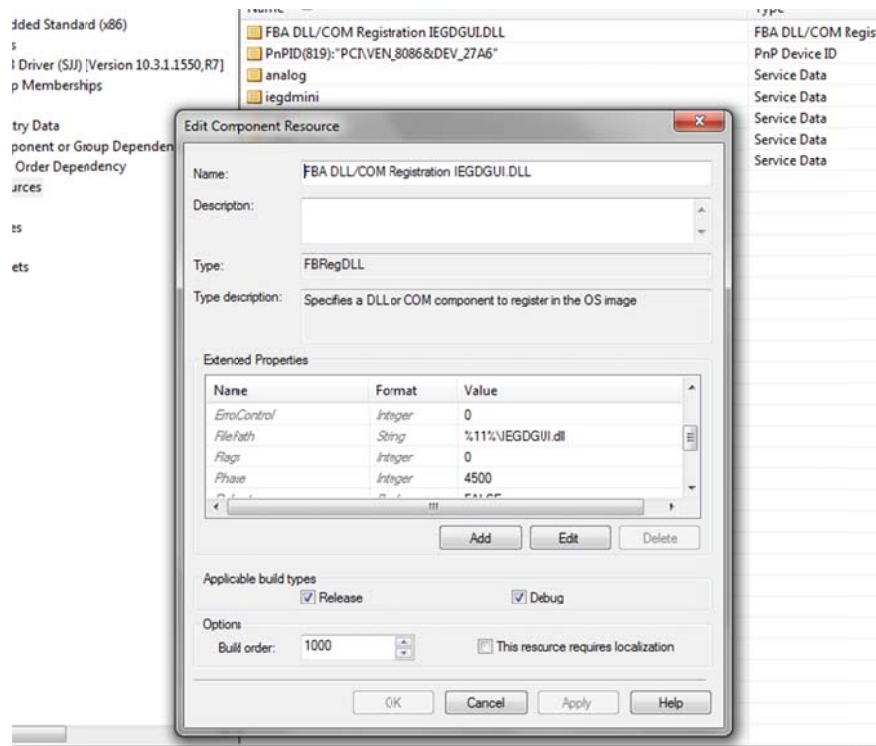 Name
Type
dded Standard (x86)
s
Driver (SJJ) [Version 10.3.1.1550,R7]
p Memberships
try Data
ponent or Group Dependen
Order Dependency
urces
es
ets
FBA DLL/COM Registration IEGDGUI.DLL
FBA DLL/COM Regis
PnPID(819):"PCI\VEN_8086&DEV_27A6"
PnP Device ID
analog
Service Data
iegdmini
Service Data
Service Data
Service Data
Service Data
Edit Component Resource
Name:
FBA DLL/COM Registration IEGDGUI.DLL
Description:
Type:
FBRegDLL
Type description:
Specifies a DLL or COM component to register in the OS image
Extended Properties
Name Format Value
ErrorControl Integer 0
FilePath String %11%\IEGDGUI.dll
Flags Integer 0
Phase Integer 4500
FALSE
Add Edit Delete
Applicable build types
Release Debug
Options
Build order: 1000 This resource requires localization
OK Cancel Apply Help